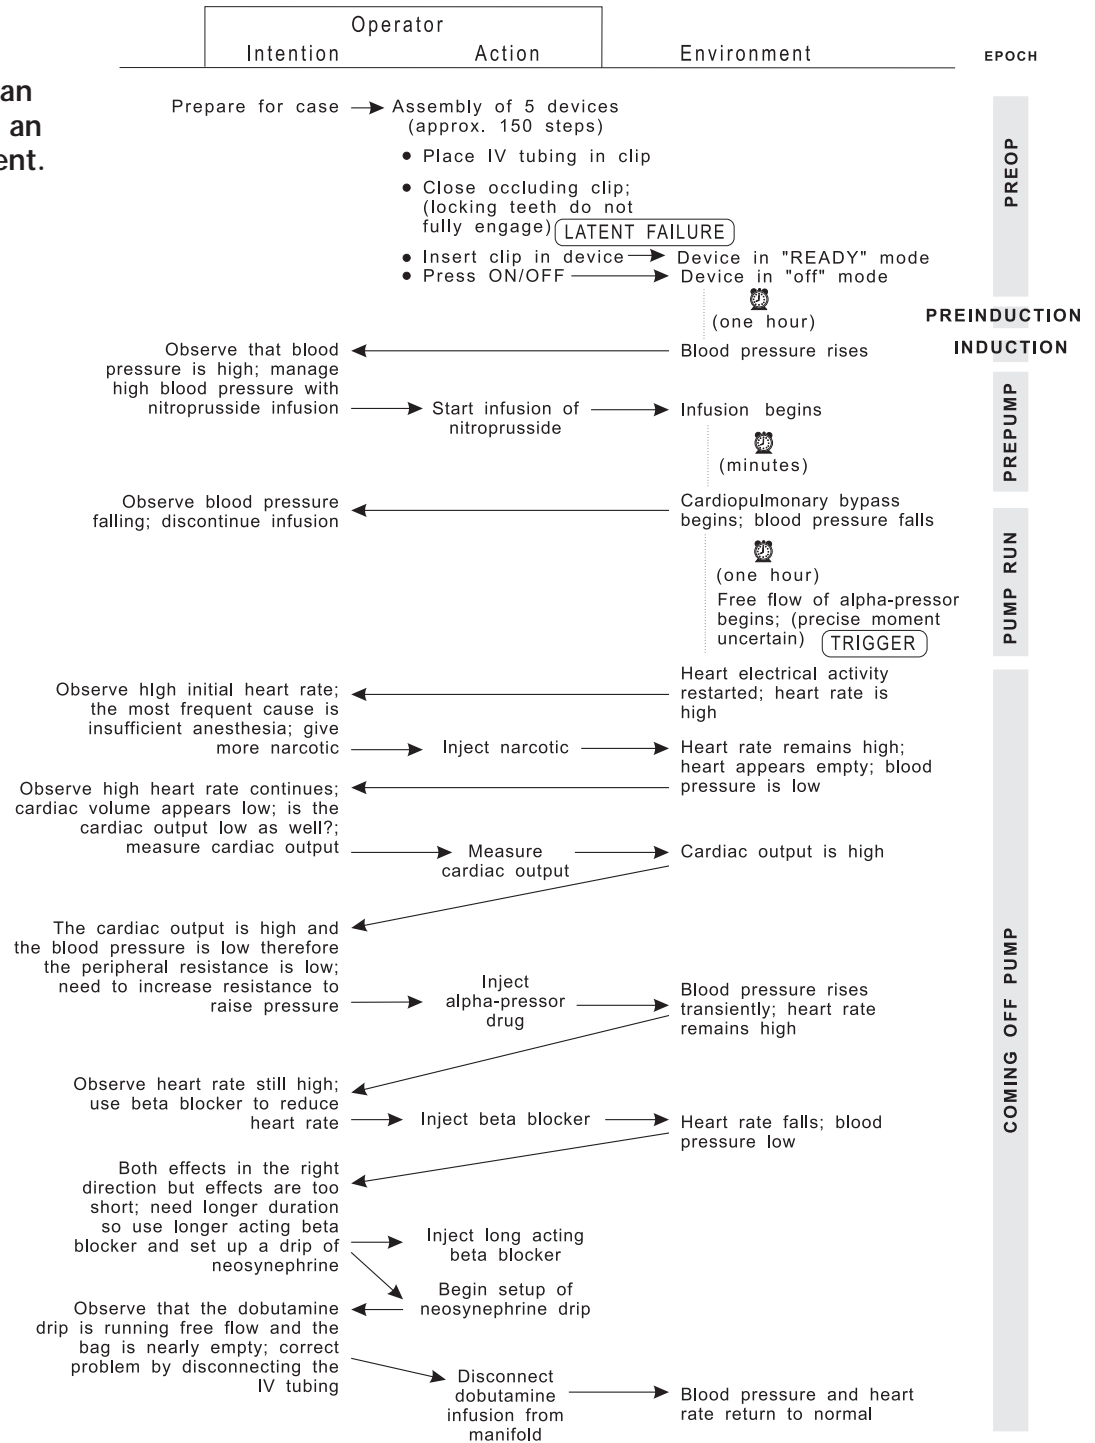 an
an
ent.
Operator
Intention
Action
Environment
EPOCH
Prepare for case
Assembly of 5 devices
(approx. 150 steps)
• Place IV tubing in clip
• Close occluding clip;
(locking teeth do not
fully engage)
LATENT FAILURE
• Insert clip in device
Device in "READY" mode
• Press ON/OFF
Device in "off" mode
PREOP
(one hour)
PREINDUCTION
INDUCTION
Observe that blood
pressure is high; manage
high blood pressure with
nitroprusside infusion
Blood pressure rises
Start infusion of
nitroprusside
Infusion begins
(minutes)
PREPUMP
Observe blood pressure
falling; discontinue infusion
Cardiopulmonary bypass
begins; blood pressure falls
(one hour)
Free flow of alpha-pressor
begins; (precise moment
uncertain)
TRIGGER
PUMP RUN
Heart electrical activity
restarted; heart rate is
high
Observe hIgh initial heart rate;
the most frequent cause is
insufficient anesthesia; give
more narcotic
Inject narcotic
Heart rate remains high;
heart appears empty; blood
pressure is low
Observe high heart rate continues;
cardiac volume appears low; is the
cardiac output low as well?;
measure cardiac output
Measure
cardiac output
Cardiac output is high
The cardiac output is high and
the blood pressure is low therefore
the peripheral resistance is low;
need to increase resistance to
raise pressure
Inject
alpha-pressor
drug
Blood pressure rises
transiently; heart rate
remains high
COMING OFF PUMP
Observe heart rate still high;
use beta blocker to reduce
heart rate
Inject beta blocker
Heart rate falls; blood
pressure low
Both effects in the right
direction but effects are too
short; need longer duration
so use longer acting beta
blocker and set up a drip of
neosynephrine
Inject long acting
beta blocker
Begin setup of
neosynephrine drip
Observe that the dobutamine
drip is running free flow and the
bag is nearly empty; correct
problem by disconnecting the
IV tubing
Disconnect
dobutamine
infusion from
manifold
Blood pressure and heart
rate return to normal